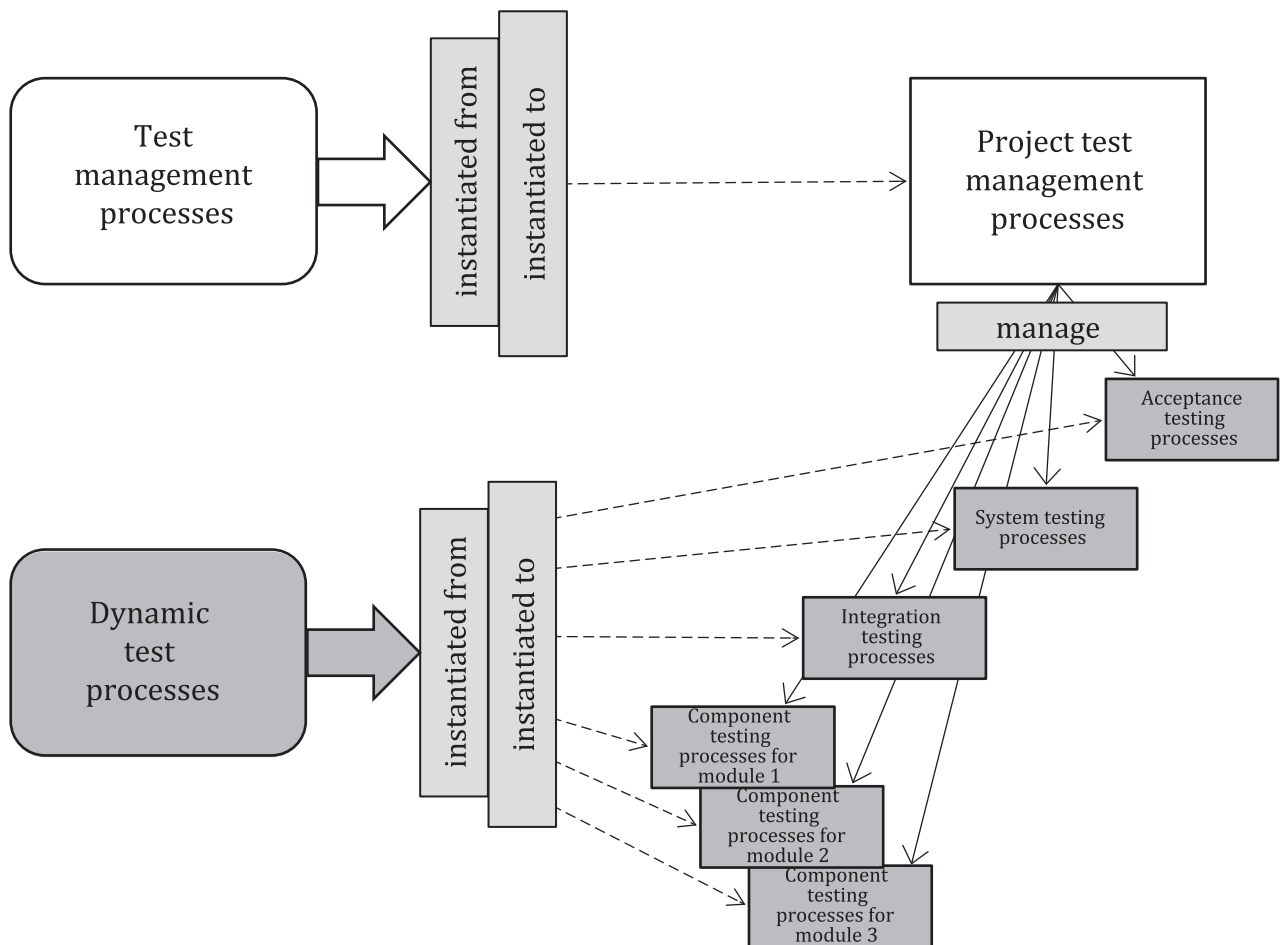 Test
management
processes
instantiated from
instantiated to
Project test
management
processes
manage
Acceptance
testing
processes
System testing
processes
Dynamic
test
processes
instantiated from
instantiated to
Integration
testing
processes
Component
testing
processes for
module 1
Component
testing
processes for
module 2
Component
testing
processes for
module 3